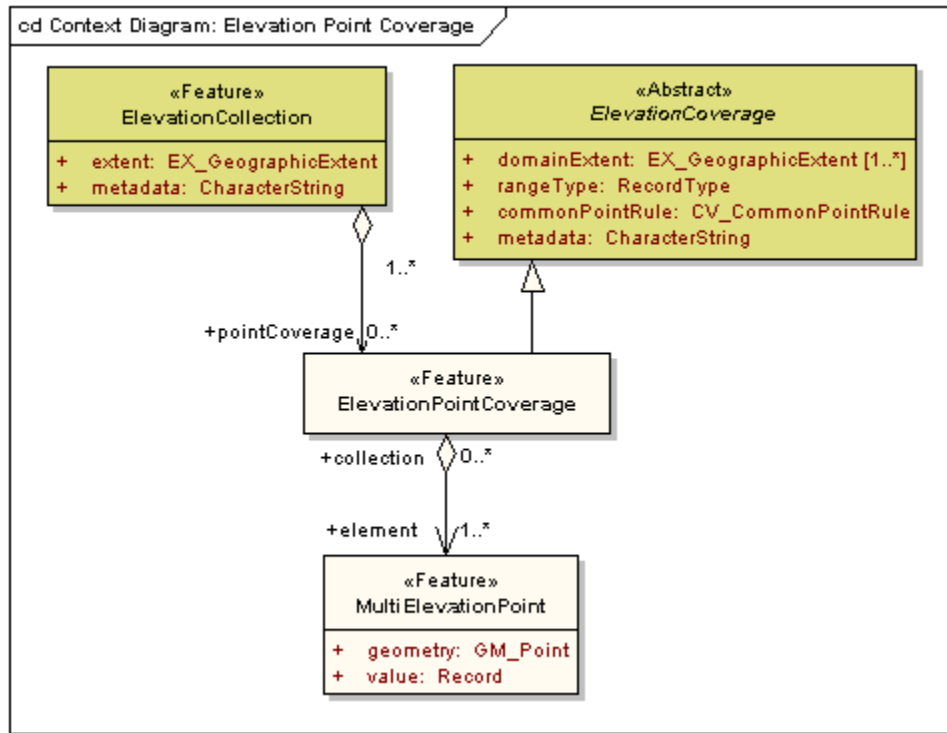 cd Context Diagram: Elevation Point Coverage
«Feature»
ElevationCollection
+ extent: EX_GeographicExtent
+ metadata: CharacterString
«Abstract»
ElevationCoverage
+ domainExtent: EX_GeographicExtent [1..*]
+ rangeType: RecordType
+ commonPointRule: CV_CommonPointRule
+ metadata: CharacterString
1..*
+pointCoverage 0..*
«Feature»
ElevationPointCoverage
+collection 0..*
+element 1..*
«Feature»
MultiElevationPoint
+ geometry: GM_Point
+ value: Record